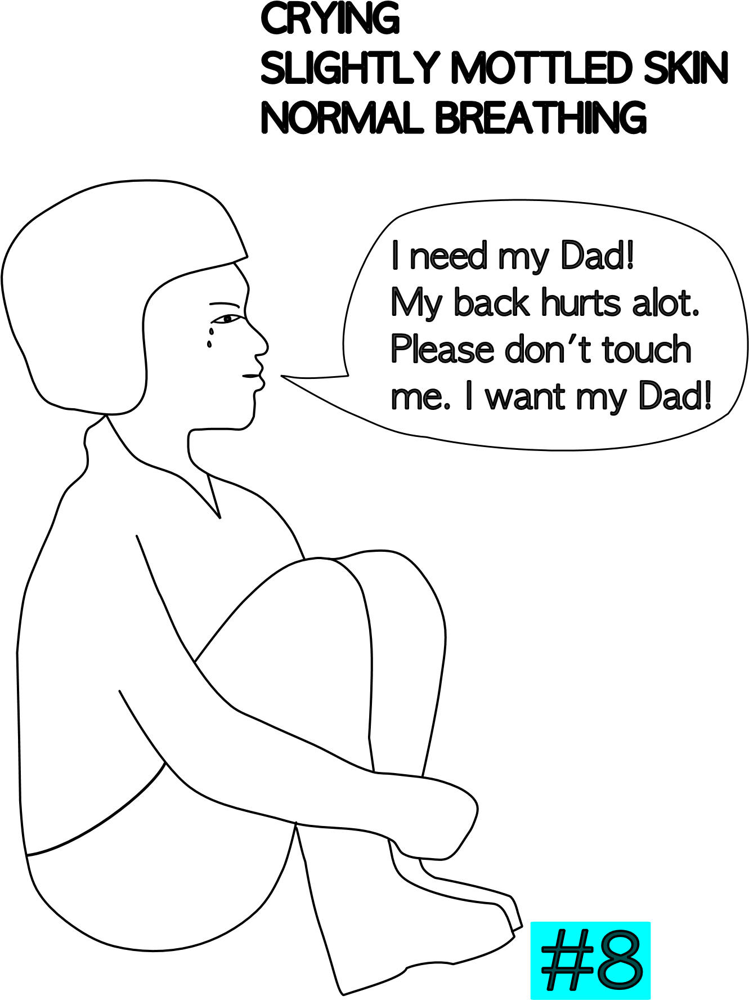 CRYING
SLIGHTLY MOTTLED SKIN
NORMAL BREATHING
I need my Dad!
My back hurts alot.
Please don't touch
me. I want my Dad!
#8